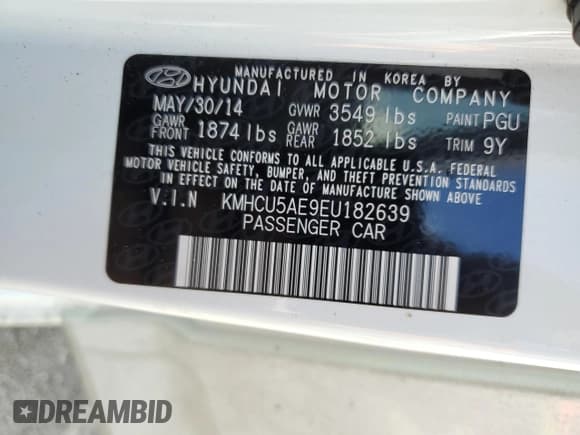 MANUFACTURED IN KOREA BY
HYUNDAI MOTOR COMPANY
MAY/30/14 GVWR 3549 lbs PAINT PGU
GAWR FRONT 1874 lbs GAWR REAR 1852 lbs TRIM 9Y
THIS VEHICLE CONFORMS TO ALL APPLICABLE U.S.A. FEDERAL
MOTOR VEHICLE SAFETY, BUMPER, AND THEFT PREVENTION STANDARDS
IN EFFECT ON THE DATE OF MANUFACTURE SHOWN ABOVE
V.I.N KMHCU5AE9EU182639
PASSENGER CAR
DREAMBID